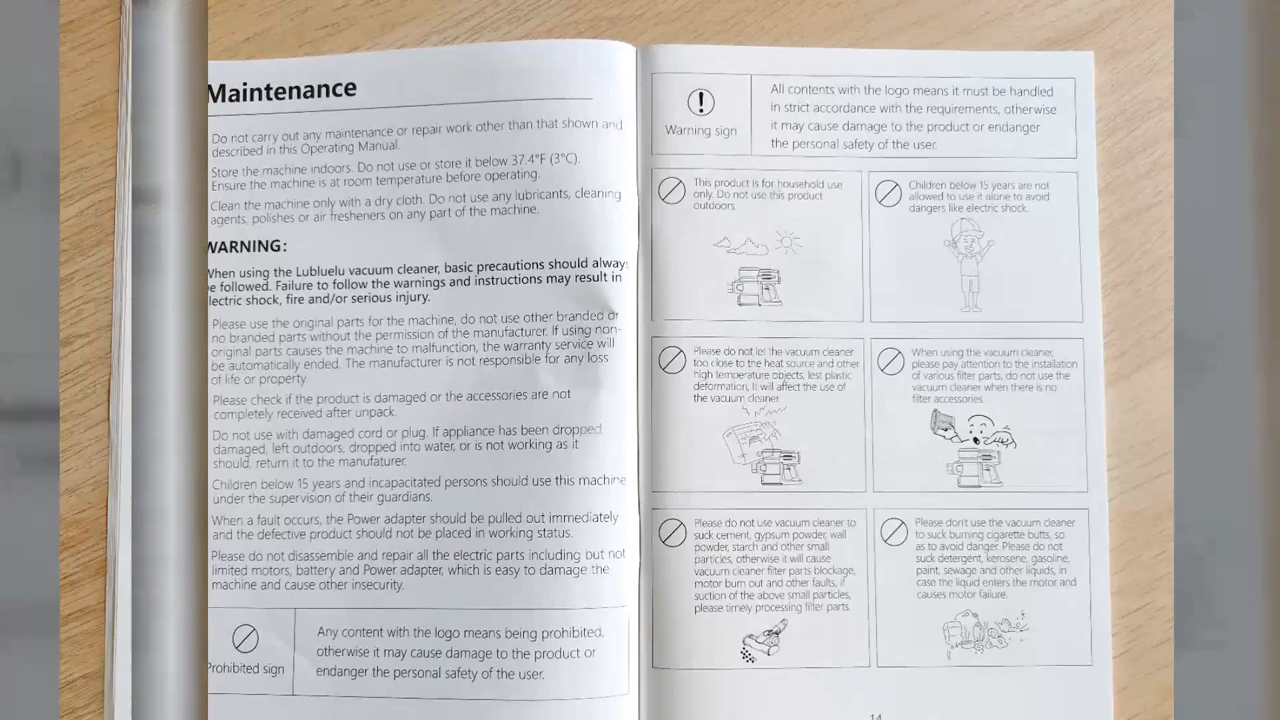 Maintenance
Do not carry out any maintenance or repair work other than that shown and
described in this Operating Manual.
Store the machine indoors. Do not use or store it below 37.4°F (3°C).
Ensure the machine is at room temperature before operating.
Clean the machine only with a dry cloth. Do not use any lubricants, cleaning
agents, polishes or air fresheners on any part of the machine.
WARNING:
When using the Lubluelu vacuum cleaner, basic precautions should always
be followed. Failure to follow the warnings and instructions may result in
electric shock, fire and/or serious injury.
Please use the original parts for the machine, do not use other branded or
no branded parts without the permission of the manufacturer. If using non-
original parts causes the machine to malfunction, the warranty service will
be automatically ended. The manufacturer is not responsible for any loss
of life or property.
Please check if the product is damaged or the accessories are not
completely received after unpack.
Do not use with damaged cord or plug. If appliance has been dropped,
damaged, left outdoors, dropped into water, or is not working as it
should, return it to the manufaturer.
Children below 15 years and incapacitated persons should use this machine
under the supervision of their guardians.
When a fault occurs, the Power adapter should be pulled out immediately
and the defective product should not be placed in working status.
Please do not disassemble and repair all the electric parts including but not
limited motors, battery and Power adapter, which is easy to damage the
machine and cause other insecurity.
Prohibited sign
Any content with the logo means being prohibited,
otherwise it may cause damage to the product or
endanger the personal safety of the user.
Warning sign
All contents with the logo means it must be handled
in strict accordance with the requirements, otherwise
it may cause damage to the product or endanger
the personal safety of the user.
This product is for household use
only. Do not use this product
outdoors.
Children below 15 years are not
allowed to use it alone to avoid
dangers like electric shock.
Please do not let the vacuum cleaner
too close to the heat source and other
high temperature objects, lest plastic
deformation, It will affect the use of
the vacuum cleaner.
When using the vacuum cleaner,
please pay attention to the installation
of various filter parts, do not use the
vacuum cleaner when there is no
filter accessories.
Please do not use vacuum cleaner to
suck cement, gypsum powder, wall
powder, starch and other small
particles, otherwise it will cause
vacuum cleaner filter parts blockage,
motor burn out and other faults, if
suction of the above small particles,
please timely processing filter parts.
Please don't use the vacuum cleaner
to suck burning cigarette butts, so
as to avoid danger. Please do not
suck detergent, kerosene, gasoline,
paint, sewage and other liquids, in
case the liquid enters the motor and
causes motor failure.
14